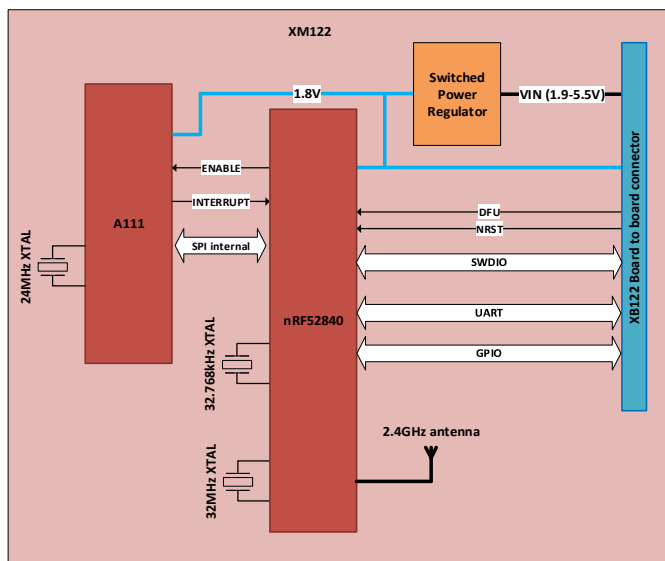 XM122
Switched
Power
Regulator
1.8V
VIN (1.9-5.5V)
ENABLE
INTERRUPT
A111
SPI internal
24MHz XTAL
DFU
NRST
SWDIO
nRF52840
UART
GPIO
XB122 Board to board connector
32.768kHz XTAL
2.4GHz antenna
32MHz XTAL